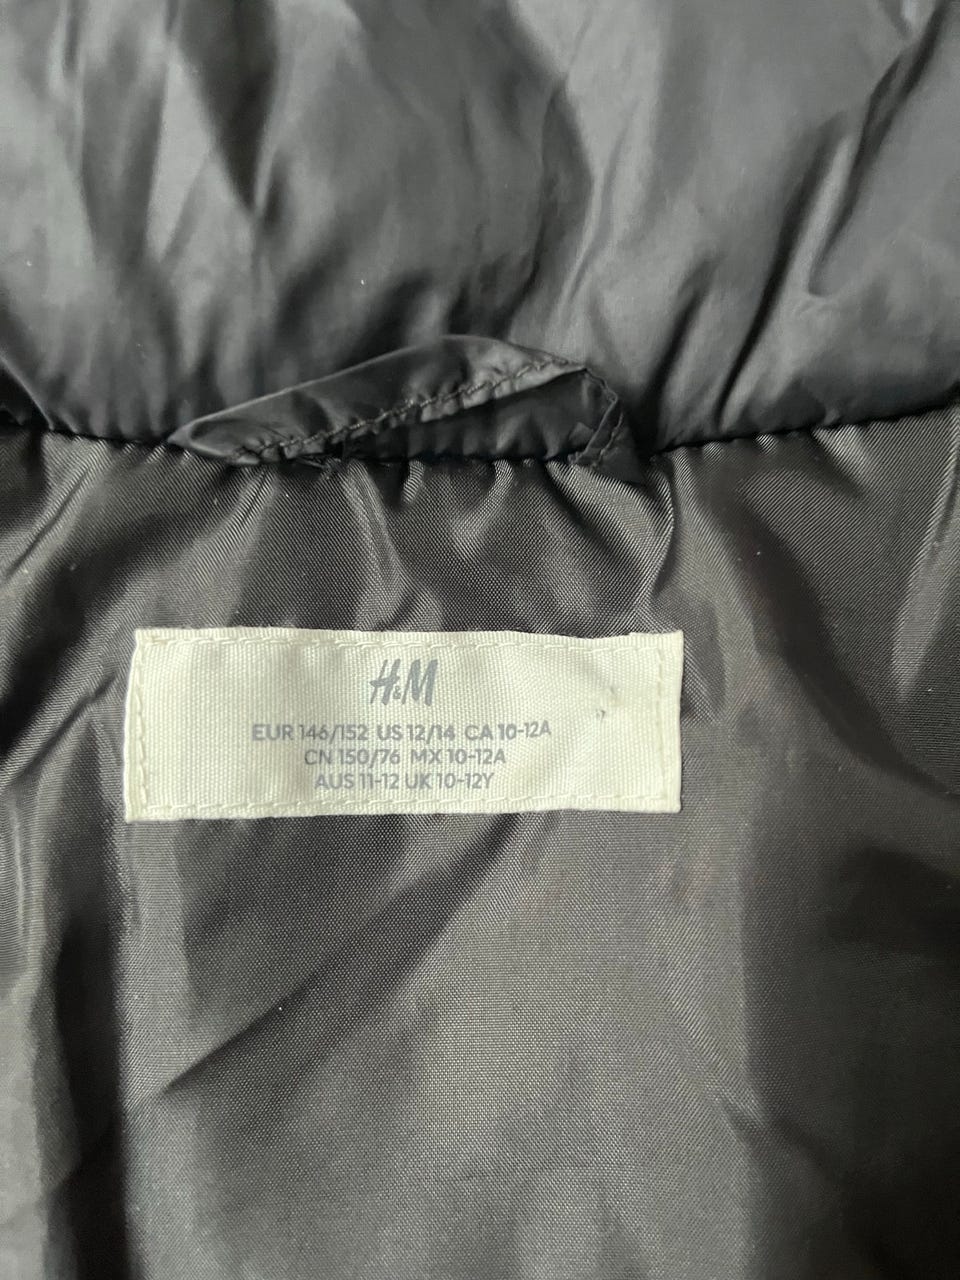 H&M
EUR 146/152 US 12/14 CA 10-12A
CN 150/76 MX 10-12A
AUS 11-12 UK 10-12Y